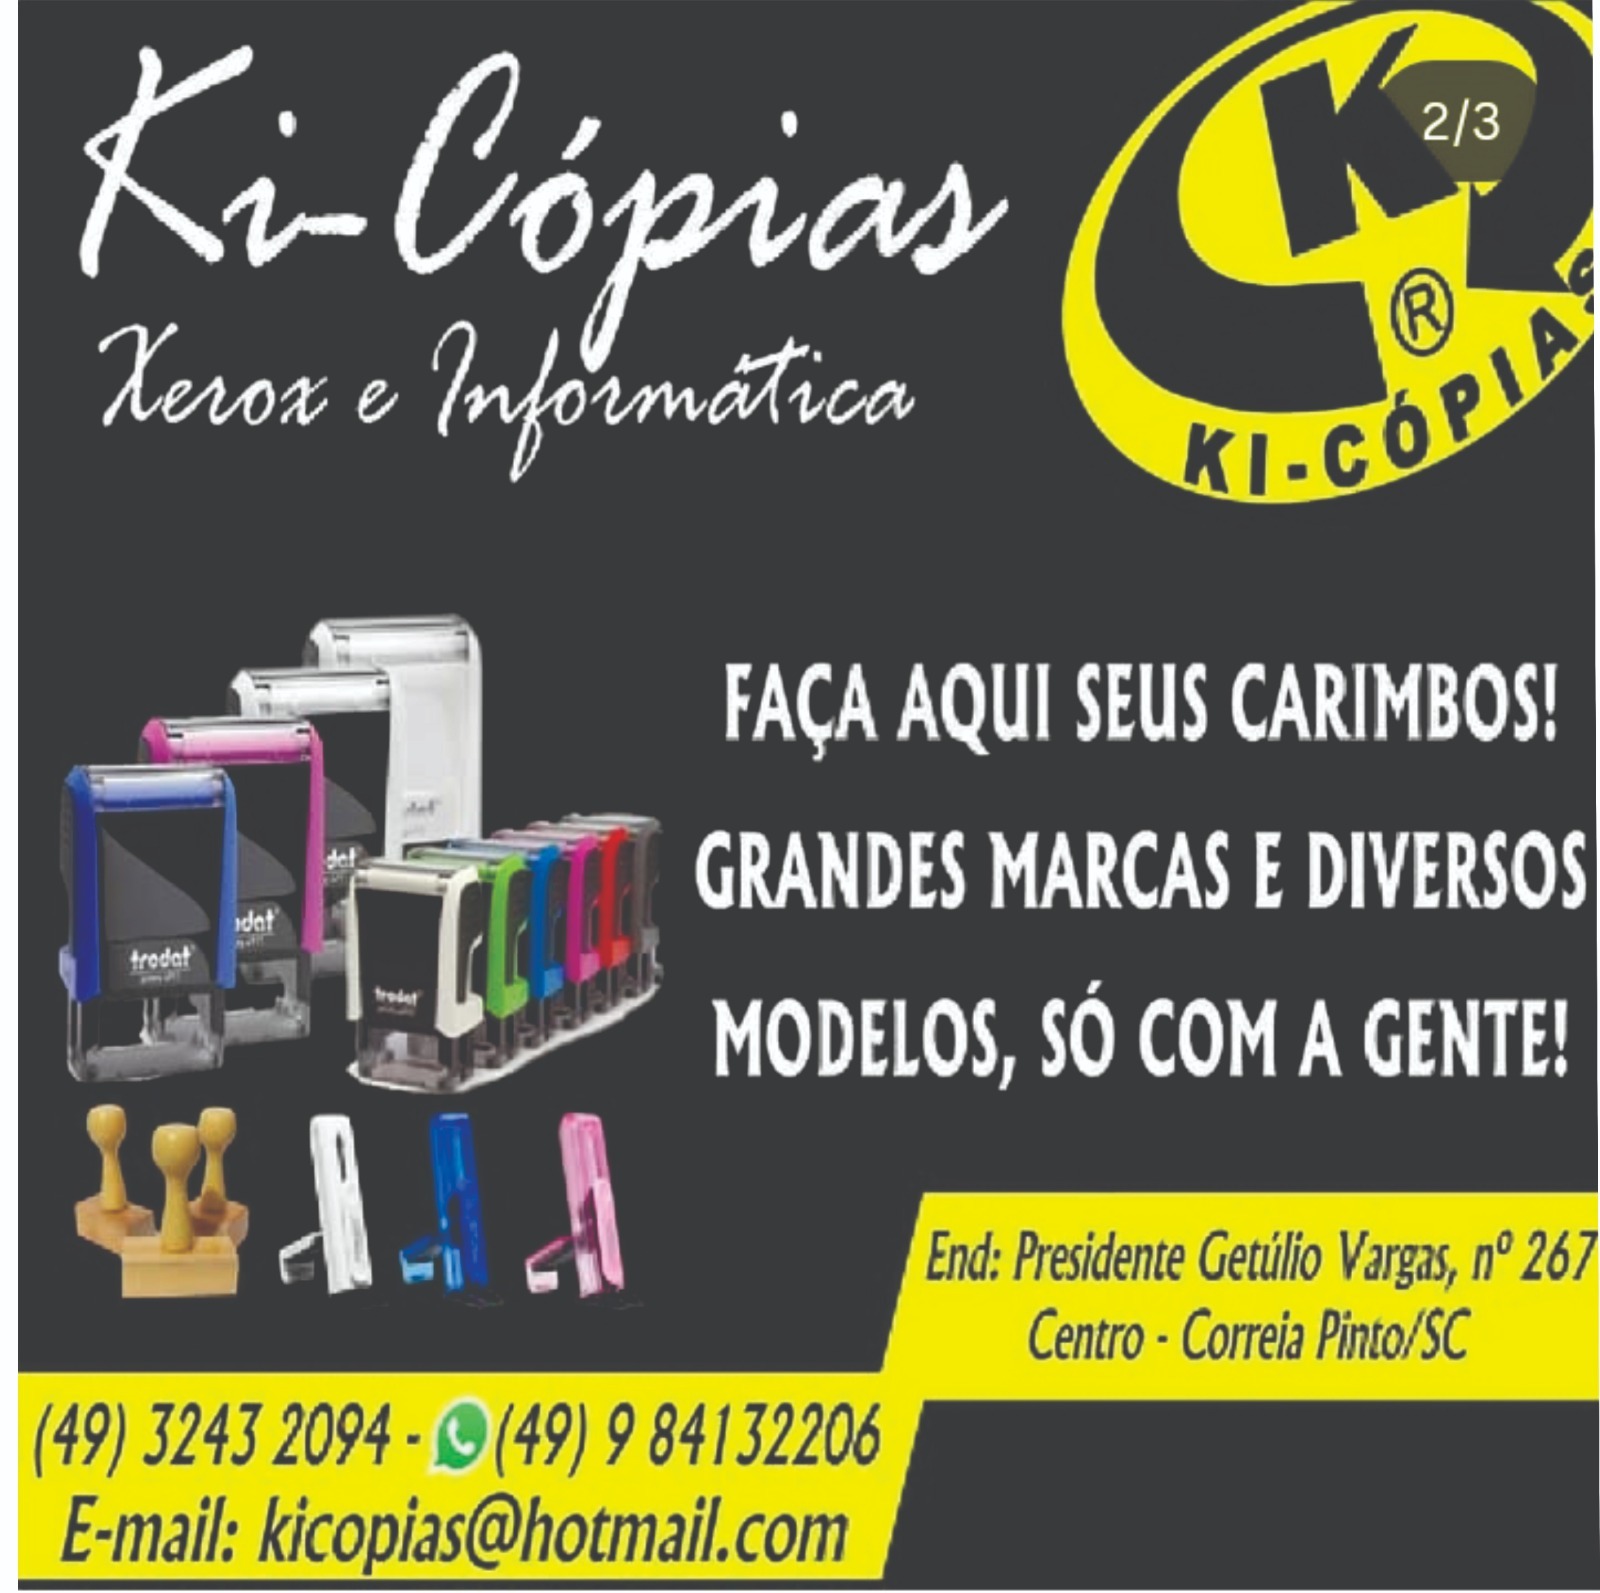 Ki-Cópias
Xerox e Informática
2/3
®
KI-CÓPIAS
FAÇA AQUI SEUS CARIMBOS!
GRANDES MARCAS E DIVERSOS
MODELOS, SÓ COM A GENTE!
trodat
trodat
End: Presidente Getúlio Vargas, nº 267
Centro - Correia Pinto/SC
(49) 3243 2094 - (49) 9 84132206
E-mail: kicopias@hotmail.com